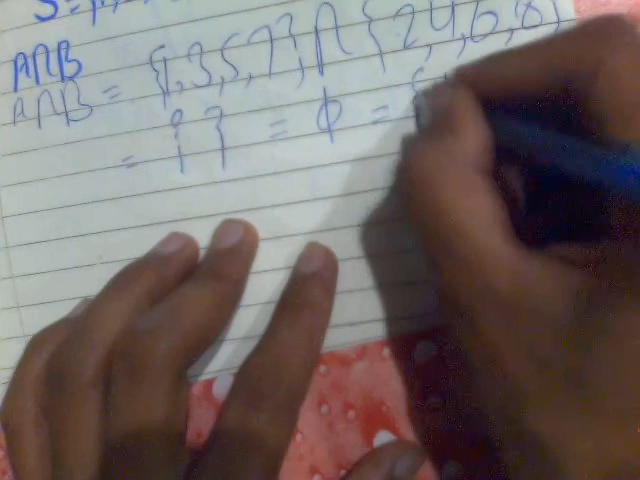 S=
A∩B
A∩B = {1,3,5,7} ∩ {2,4,6,8}
= { } = ϕ = {